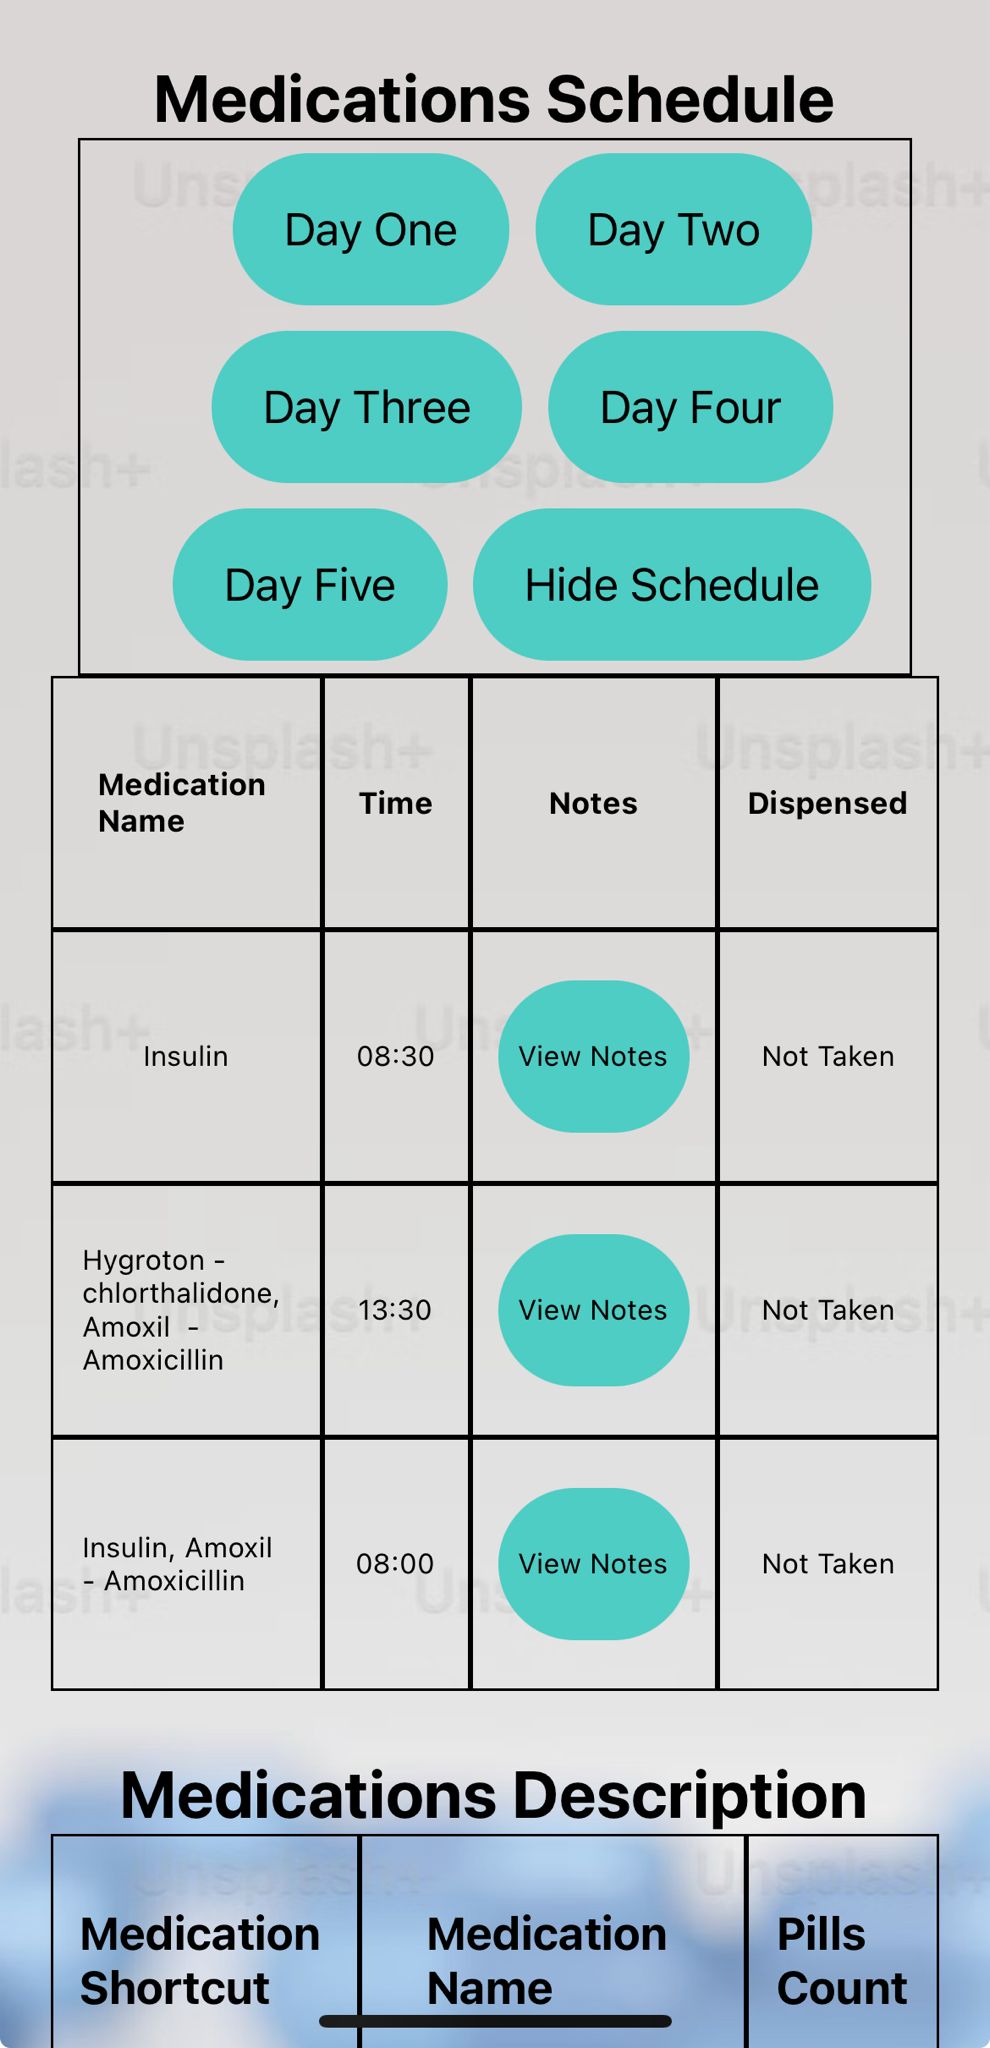 Medications Schedule
Day One
Day Two
Day Three
Day Four
Day Five
Hide Schedule
Medication
Name
Time
Notes
Dispensed
Insulin
08:30
View Notes
Not Taken
Hygroton -
chlorthalidone,
Amoxil -
Amoxicillin
13:30
View Notes
Not Taken
Insulin, Amoxil
- Amoxicillin
08:00
View Notes
Not Taken
Medications Description
Medication
Shortcut
Medication
Name
Pills
Count
Unsplash+